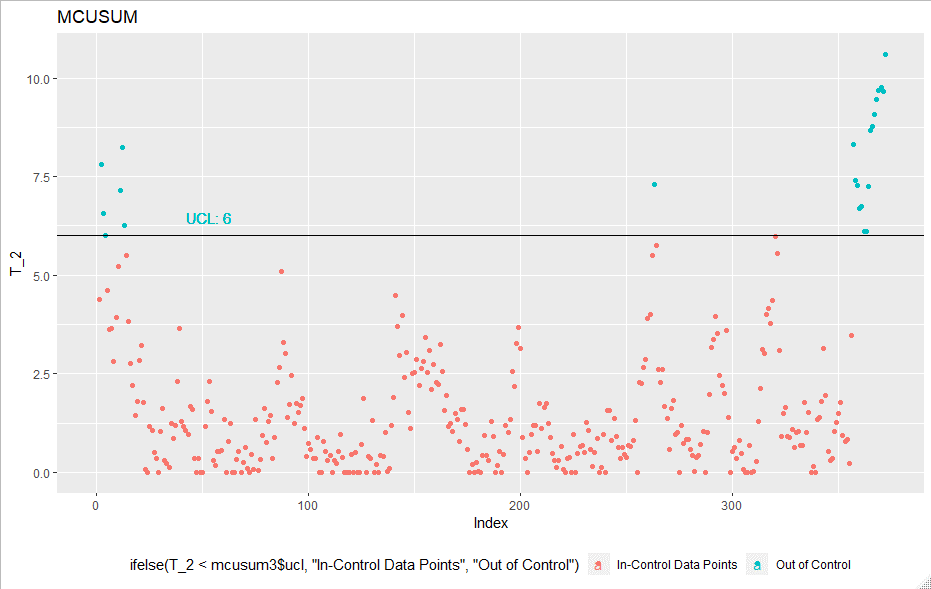 MCUSUM
10.0
7.5
5.0
2.5
0.0
T_2
UCL: 6
0 100 200 300
Index
ifelse(T_2 < mcusum3$ucl, "In-Control Data Points", "Out of Control") a In-Control Data Points a Out of Control